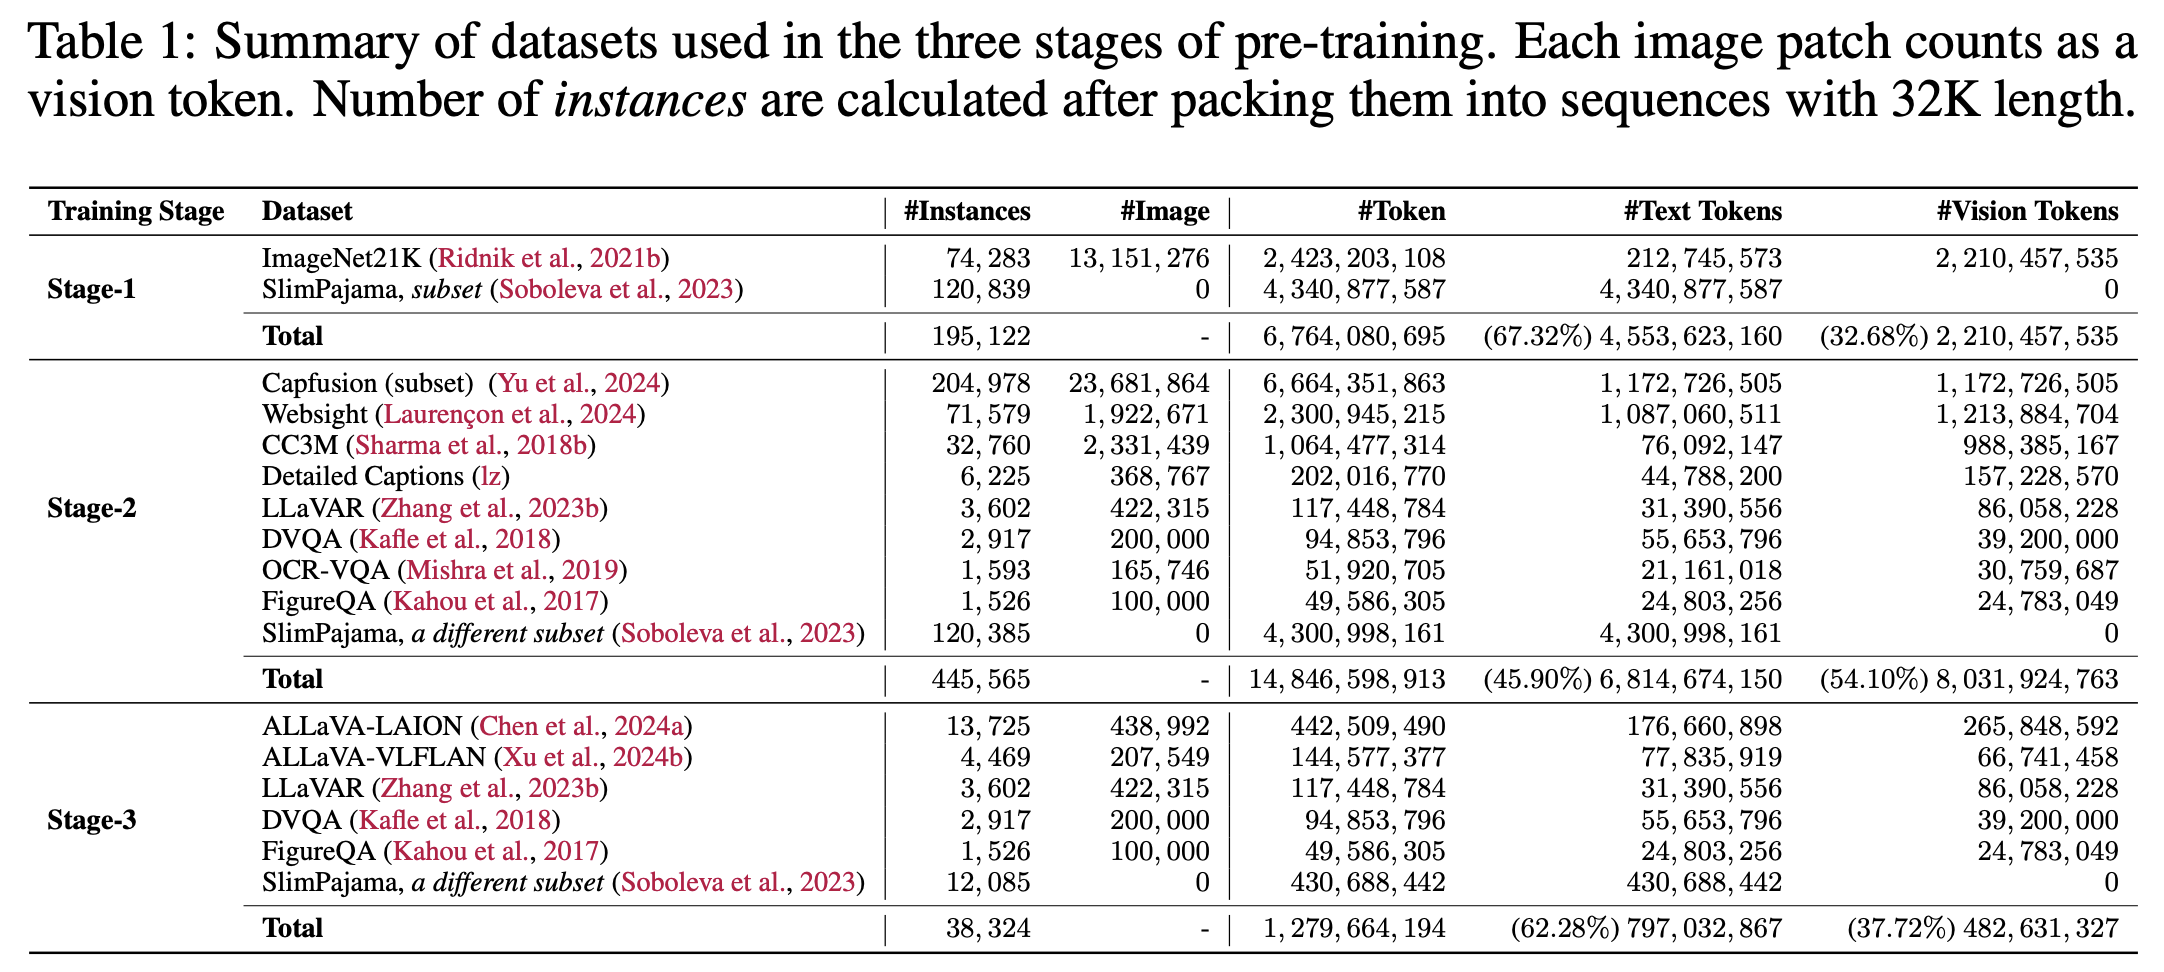 Table 1: Summary of datasets used in the three stages of pre-training. Each image patch counts as a
vision token. Number of instances are calculated after packing them into sequences with 32K length.
Training Stage Dataset #Instances #Image #Token #Text Tokens #Vision Tokens
ImageNet21K (Ridnik et al., 2021b) 74, 283 13, 151, 276 2, 423, 203, 108 212, 745, 573 2, 210, 457, 535
Stage-1 SlimPajama, subset (Soboleva et al., 2023) 120, 839 0 4, 340, 877, 587 4, 340, 877, 587 0
Total 195, 122 - 6, 764, 080, 695 (67.32%) 4, 553, 623, 160 (32.68%) 2, 210, 457, 535
Capfusion (subset) (Yu et al., 2024) 204, 978 23, 681, 864 6, 664, 351, 863 1, 172, 726, 505 1, 172, 726, 505
Websight (Laurençon et al., 2024) 71, 579 1, 922, 671 2, 300, 945, 215 1, 087, 060, 511 1, 213, 884, 704
CC3M (Sharma et al., 2018b) 32, 760 2, 331, 439 1, 064, 477, 314 76, 092, 147 988, 385, 167
Detailed Captions (lz) 6, 225 368, 767 202, 016, 770 44, 788, 200 157, 228, 570
Stage-2 LLaVAR (Zhang et al., 2023b) 3, 602 422, 315 117, 448, 784 31, 390, 556 86, 058, 228
DVQA (Kafle et al., 2018) 2, 917 200, 000 94, 853, 796 55, 653, 796 39, 200, 000
OCR-VQA (Mishra et al., 2019) 1, 593 165, 746 51, 920, 705 21, 161, 018 30, 759, 687
FigureQA (Kahou et al., 2017) 1, 526 100, 000 49, 586, 305 24, 803, 256 24, 783, 049
SlimPajama, a different subset (Soboleva et al., 2023) 120, 385 0 4, 300, 998, 161 4, 300, 998, 161 0
Total 445, 565 - 14, 846, 598, 913 (45.90%) 6, 814, 674, 150 (54.10%) 8, 031, 924, 763
ALLaVA-LAION (Chen et al., 2024a) 13, 725 438, 992 442, 509, 490 176, 660, 898 265, 848, 592
ALLaVA-VLFLAN (Xu et al., 2024b) 4, 469 207, 549 144, 577, 377 77, 835, 919 66, 741, 458
LLaVAR (Zhang et al., 2023b) 3, 602 422, 315 117, 448, 784 31, 390, 556 86, 058, 228
Stage-3 DVQA (Kafle et al., 2018) 2, 917 200, 000 94, 853, 796 55, 653, 796 39, 200, 000
FigureQA (Kahou et al., 2017) 1, 526 100, 000 49, 586, 305 24, 803, 256 24, 783, 049
SlimPajama, a different subset (Soboleva et al., 2023) 12, 085 0 430, 688, 442 430, 688, 442 0
Total 38, 324 - 1, 279, 664, 194 (62.28%) 797, 032, 867 (37.72%) 482, 631, 327